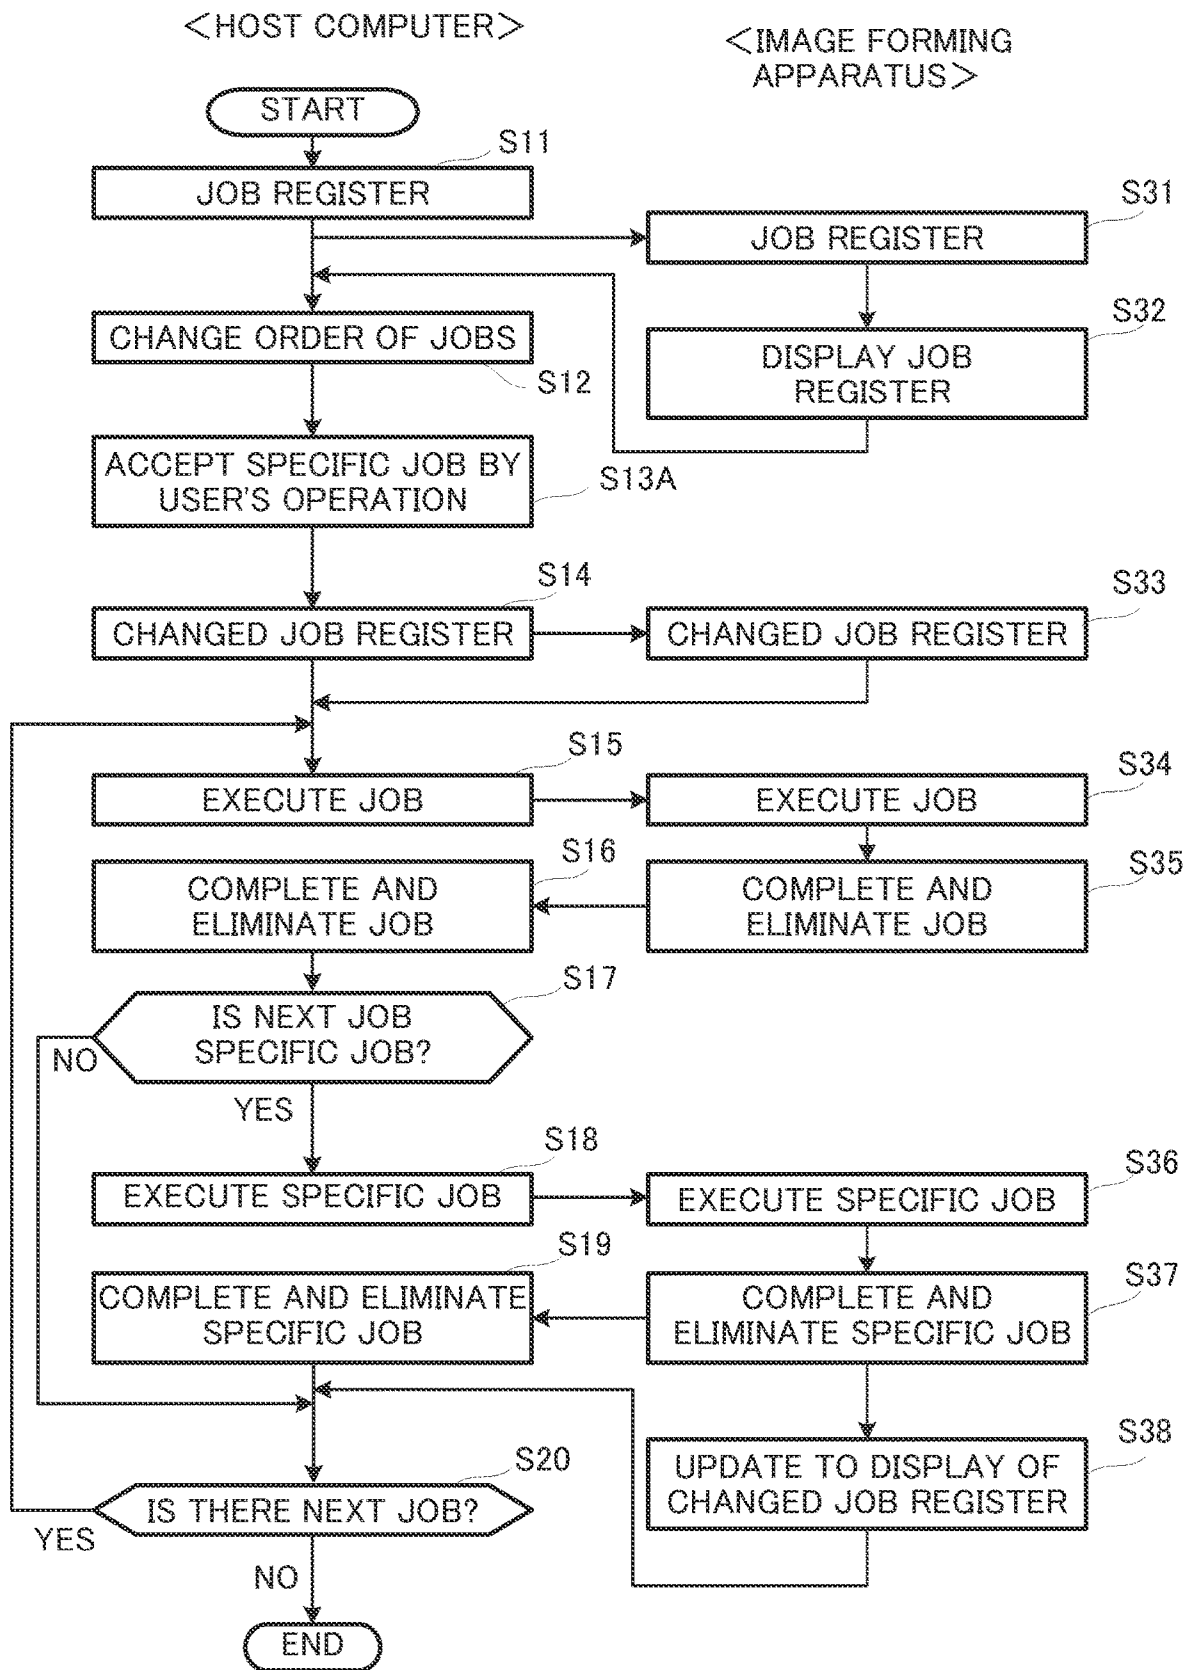 <HOST COMPUTER>
<IMAGE FORMING
APPARATUS>
START
S11
JOB REGISTER
S31
JOB REGISTER
CHANGE ORDER OF JOBS
S12
S32
DISPLAY JOB
REGISTER
ACCEPT SPECIFIC JOB BY
USER'S OPERATION
S13A
S14
CHANGED JOB REGISTER
S33
CHANGED JOB REGISTER
S15
EXECUTE JOB
S34
EXECUTE JOB
S16
COMPLETE AND
ELIMINATE JOB
S35
COMPLETE AND
ELIMINATE JOB
S17
IS NEXT JOB
SPECIFIC JOB?
NO
YES
S18
EXECUTE SPECIFIC JOB
S36
EXECUTE SPECIFIC JOB
S19
COMPLETE AND ELIMINATE
SPECIFIC JOB
S37
COMPLETE AND
ELIMINATE SPECIFIC JOB
S38
UPDATE TO DISPLAY OF
CHANGED JOB REGISTER
S20
IS THERE NEXT JOB?
YES
NO
END